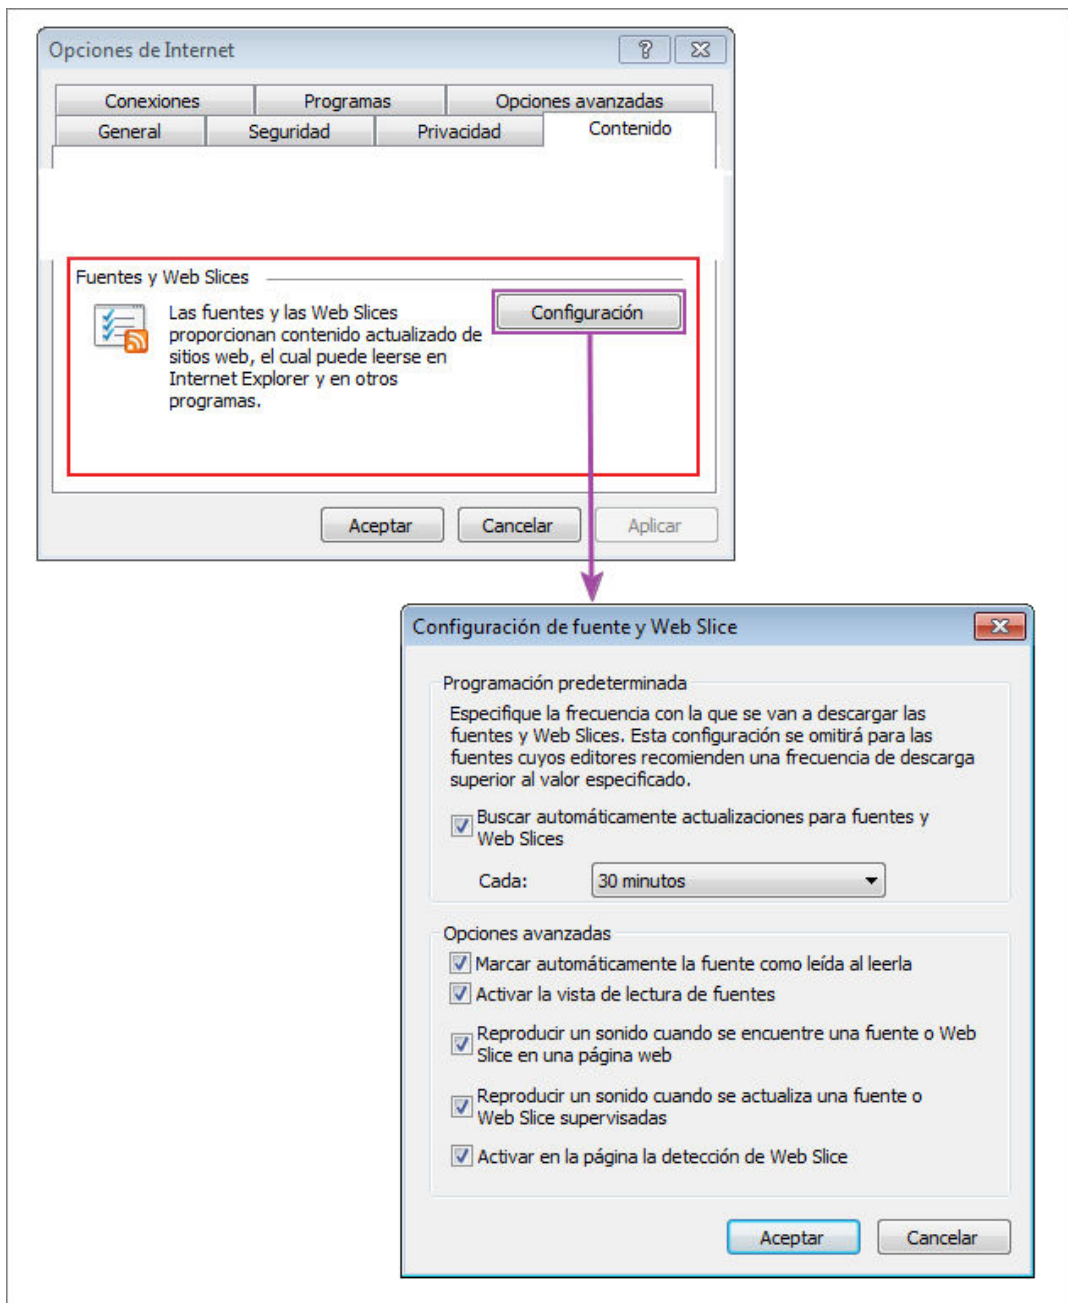 Opciones de Internet
Conexiones Programas Opciones avanzadas
General Seguridad Privacidad Contenido
Fuentes y Web Slices
Las fuentes y las Web Slices
proporcionan contenido actualizado de
sitios web, el cual puede leerse en
Internet Explorer y en otros
programas.
Configuración
Aceptar Cancelar Aplicar
Configuración de fuente y Web Slice
Programación predeterminada
Especifique la frecuencia con la que se van a descargar las
fuentes y Web Slices. Esta configuración se omitirá para las
fuentes cuyos editores recomienden una frecuencia de descarga
superior al valor especificado.
Buscar automáticamente actualizaciones para fuentes y
Web Slices
Cada: 30 minutos
Opciones avanzadas
Marcar automáticamente la fuente como leída al leerla
Activar la vista de lectura de fuentes
Reproducir un sonido cuando se encuentre una fuente o Web
Slice en una página web
Reproducir un sonido cuando se actualiza una fuente o
Web Slice supervisadas
Activar en la página la detección de Web Slice
Aceptar Cancelar